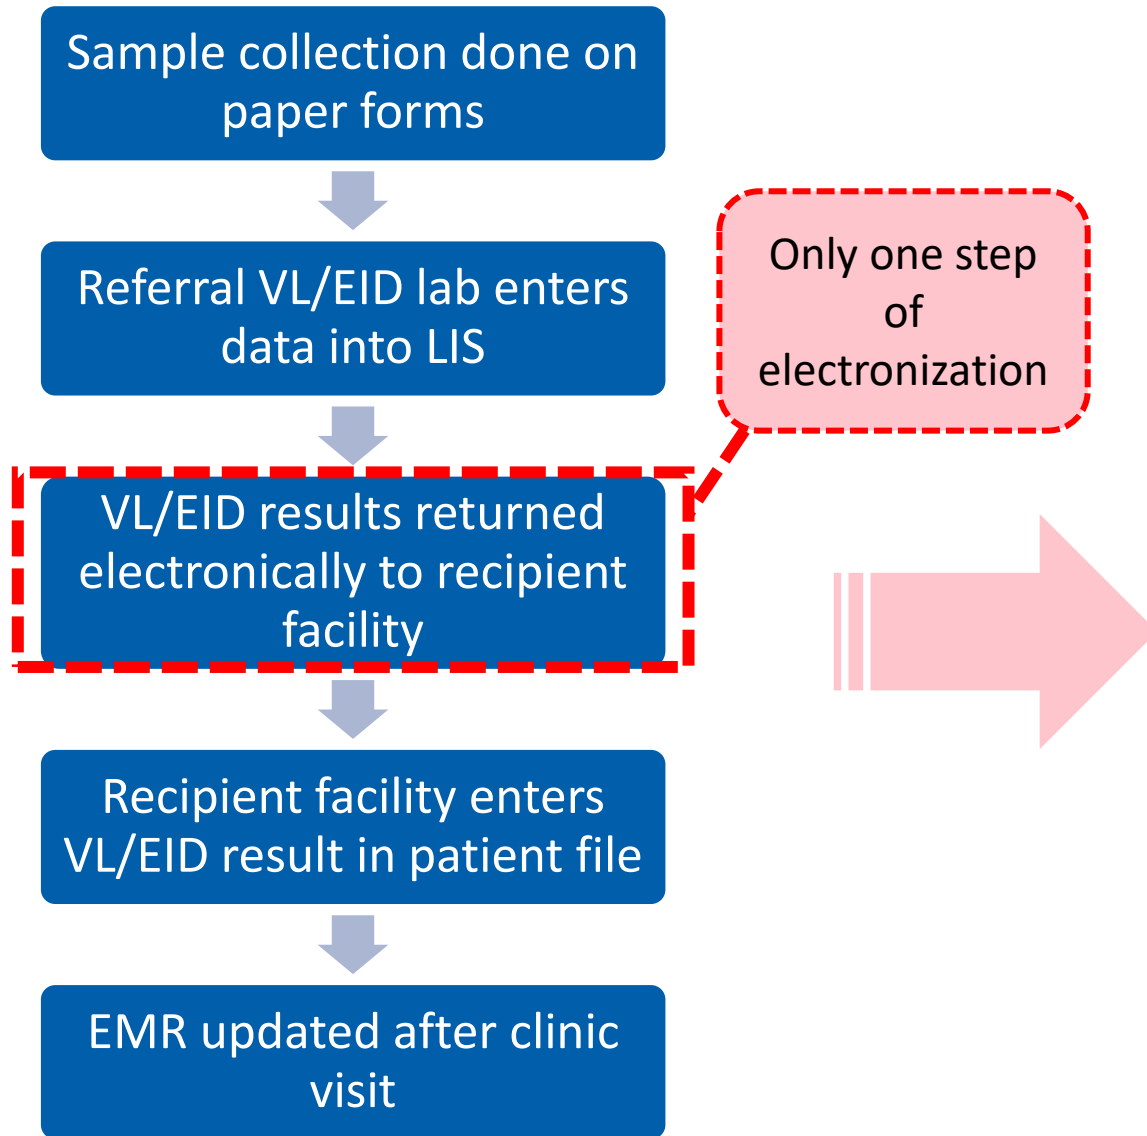 Sample collection done on
paper forms
Referral VL/EID lab enters
data into LIS
Only one step
of
electronization
VL/EID results returned
electronically to recipient
facility
Recipient facility enters
VL/EID result in patient file
EMR updated after clinic
visit